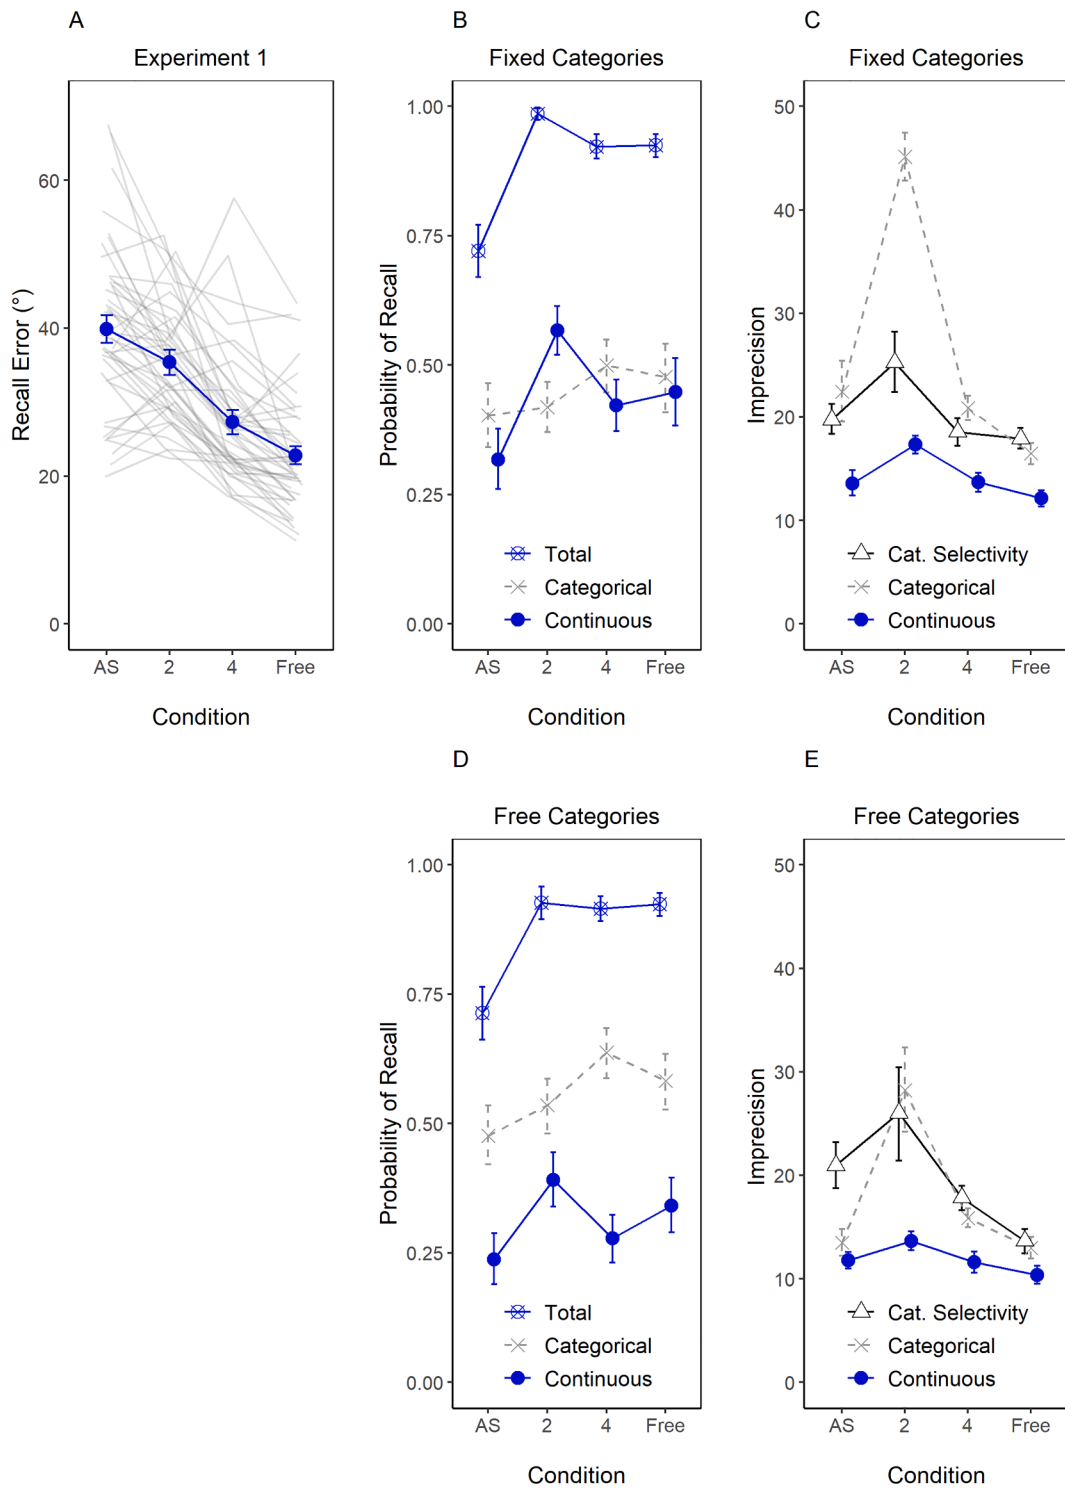 A
Experiment 1
Recall Error (°)
60
40
20
0
AS 2 4 Free
Condition
B
Fixed Categories
Probability of Recall
1.00
0.75
0.50
0.25
0.00
Total
Categorical
Continuous
AS 2 4 Free
Condition
C
Fixed Categories
Imprecision
50
40
30
20
10
0
Cat. Selectivity
Categorical
Continuous
AS 2 4 Free
Condition
D
Free Categories
Probability of Recall
1.00
0.75
0.50
0.25
0.00
Total
Categorical
Continuous
AS 2 4 Free
Condition
E
Free Categories
Imprecision
50
40
30
20
10
0
Cat. Selectivity
Categorical
Continuous
AS 2 4 Free
Condition